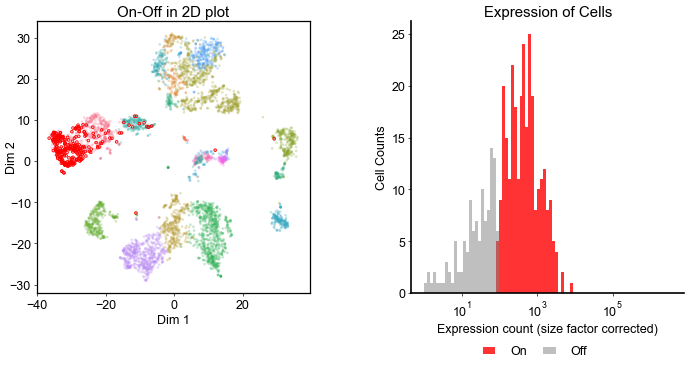 On-Off in 2D plot
30
20
10
0
−10
−20
−30
−40
−20
0
20
Dim 2
Dim 1
Expression of Cells
25
20
15
10
5
0
10^1
10^3
10^5
Cell Counts
Expression count (size factor corrected)
On
Off